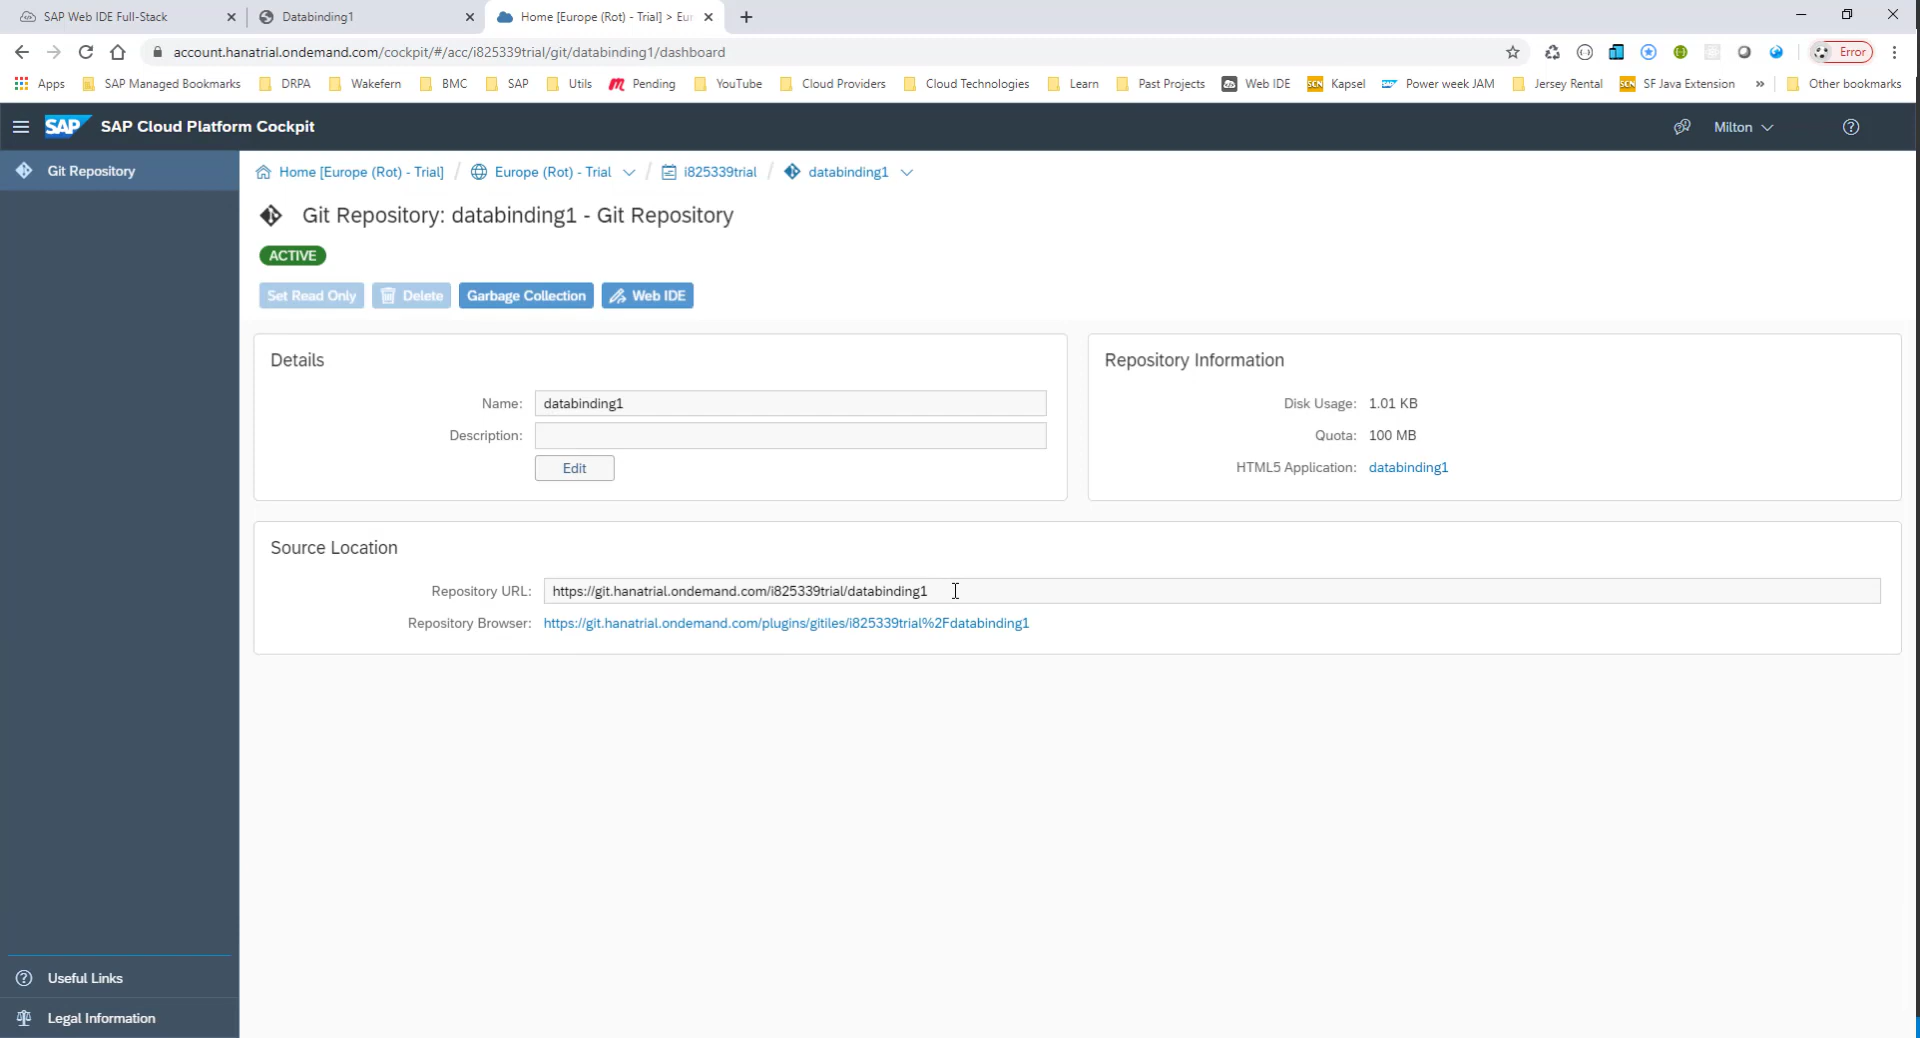 SAP Web IDE Full-Stack
Databinding1
Home [Europe (Rot) - Trial] > Eur
account.hanatrial.ondemand.com/cockpit/#/acc/i825339trial/git/databinding1/dashboard
Error
Apps SAP Managed Bookmarks DRPA Wakefern BMC SAP Utils Pending YouTube Cloud Providers Cloud Technologies Learn Past Projects Web IDE SCN Kapsel Power week JAM Jersey Rental SCN SF Java Extension » Other bookmarks
SAP SAP Cloud Platform Cockpit
Milton
Git Repository
Home [Europe (Rot) - Trial] / Europe (Rot) - Trial / i825339trial / databinding1
Git Repository: databinding1 - Git Repository
ACTIVE
Set Read Only Delete Garbage Collection Web IDE
Details
Name: databinding1
Description:
Edit
Repository Information
Disk Usage: 1.01 KB
Quota: 100 MB
HTML5 Application: databinding1
Source Location
Repository URL: https://git.hanatrial.ondemand.com/i825339trial/databinding1
Repository Browser: https://git.hanatrial.ondemand.com/plugins/gitiles/i825339trial%2Fdatabinding1
Useful Links
Legal Information